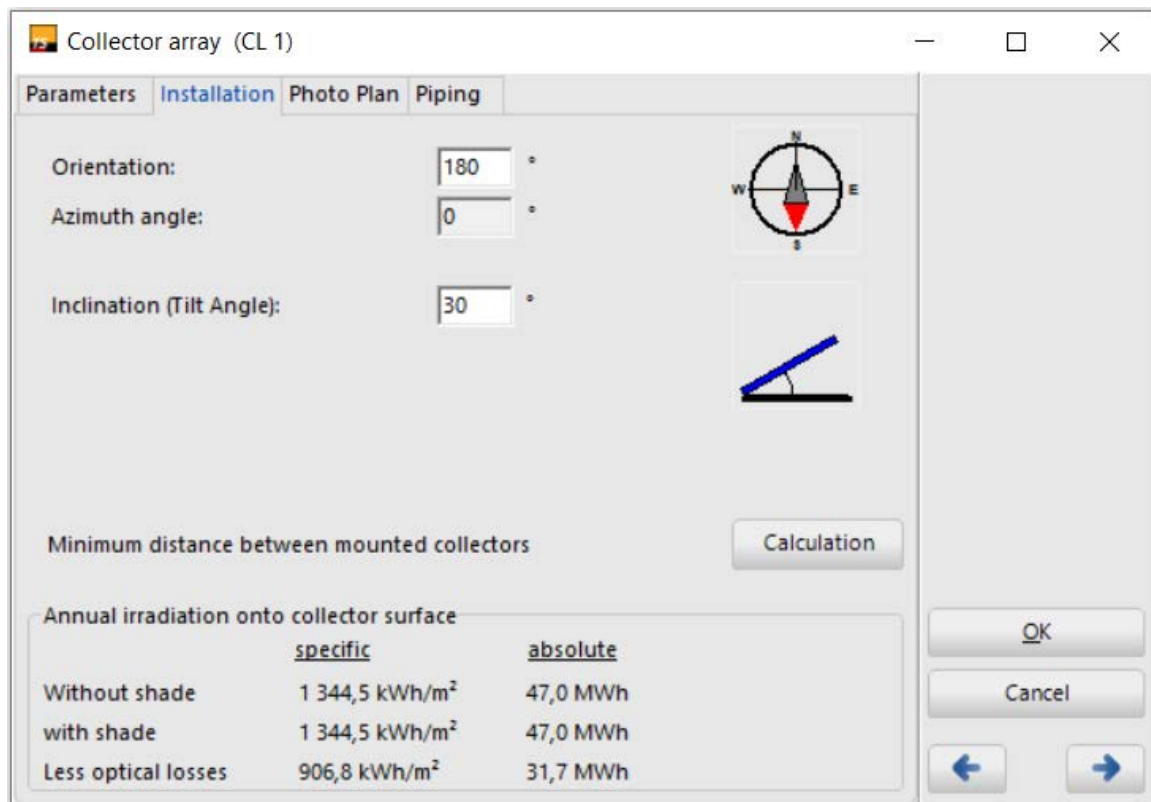 TS Collector array (CL 1)
Parameters Installation Photo Plan Piping
Orientation: 180 °
Azimuth angle: 0 °
N
W E
S
Inclination (Tilt Angle): 30 °
Minimum distance between mounted collectors Calculation
Annual irradiation onto collector surface
specific absolute
Without shade 1 344,5 kWh/m² 47,0 MWh
with shade 1 344,5 kWh/m² 47,0 MWh
Less optical losses 906,8 kWh/m² 31,7 MWh
OK
Cancel